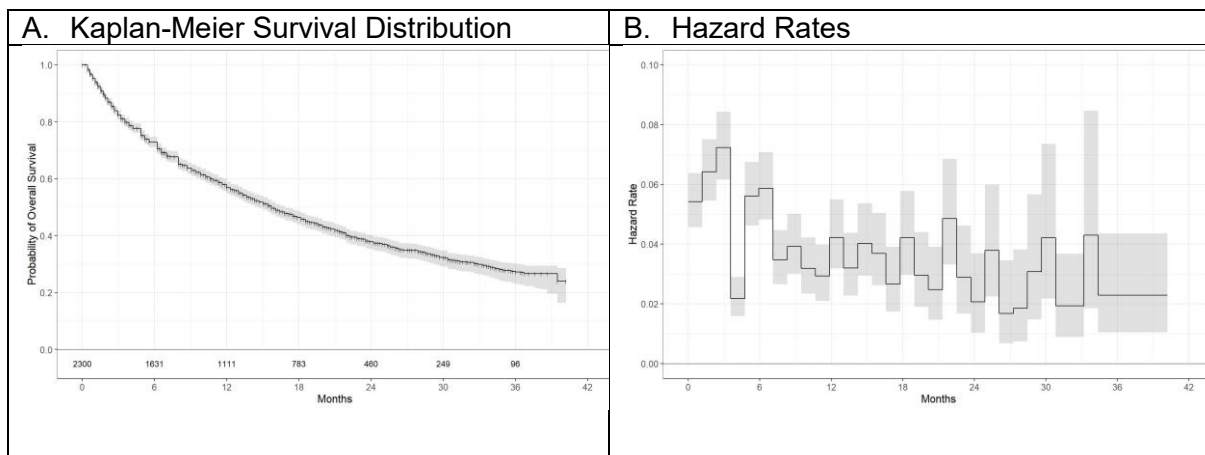 A. Kaplan-Meier Survival Distribution
B. Hazard Rates
1.0
0.8
0.6
0.4
0.2
0.0
Probability of Overall Survival
2300 1631 1111 783 460 249 96
0 6 12 18 24 30 36 42
Months
0.10
0.08
0.06
0.04
0.02
0.00
Hazard Rate
0 6 12 18 24 30 36 42
Months